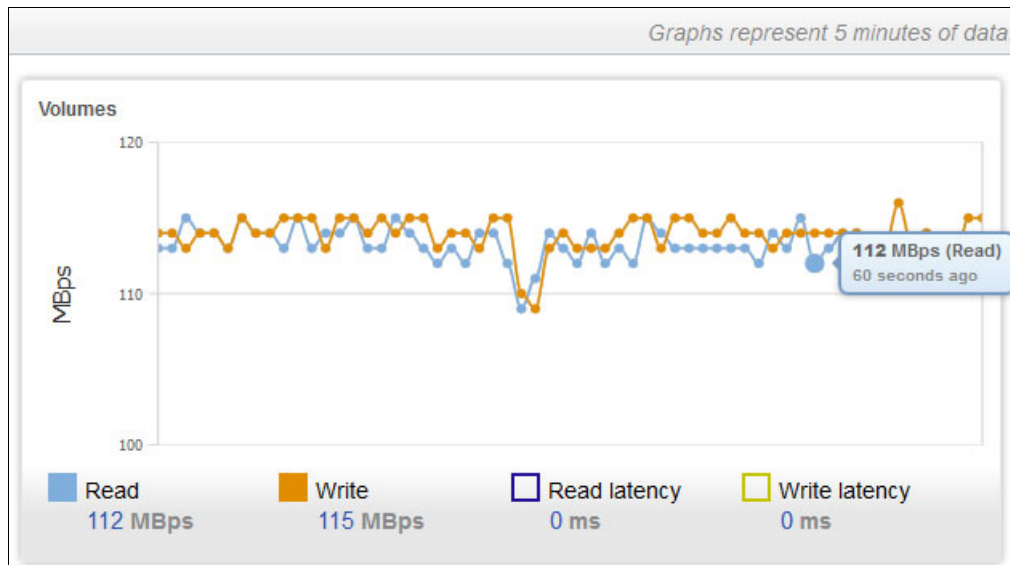 Graphs represent 5 minutes of data
Volumes
120
110
100
MBps
112 MBps (Read)
60 seconds ago
Read
Write
Read latency
Write latency
112 MBps
115 MBps
0 ms
0 ms